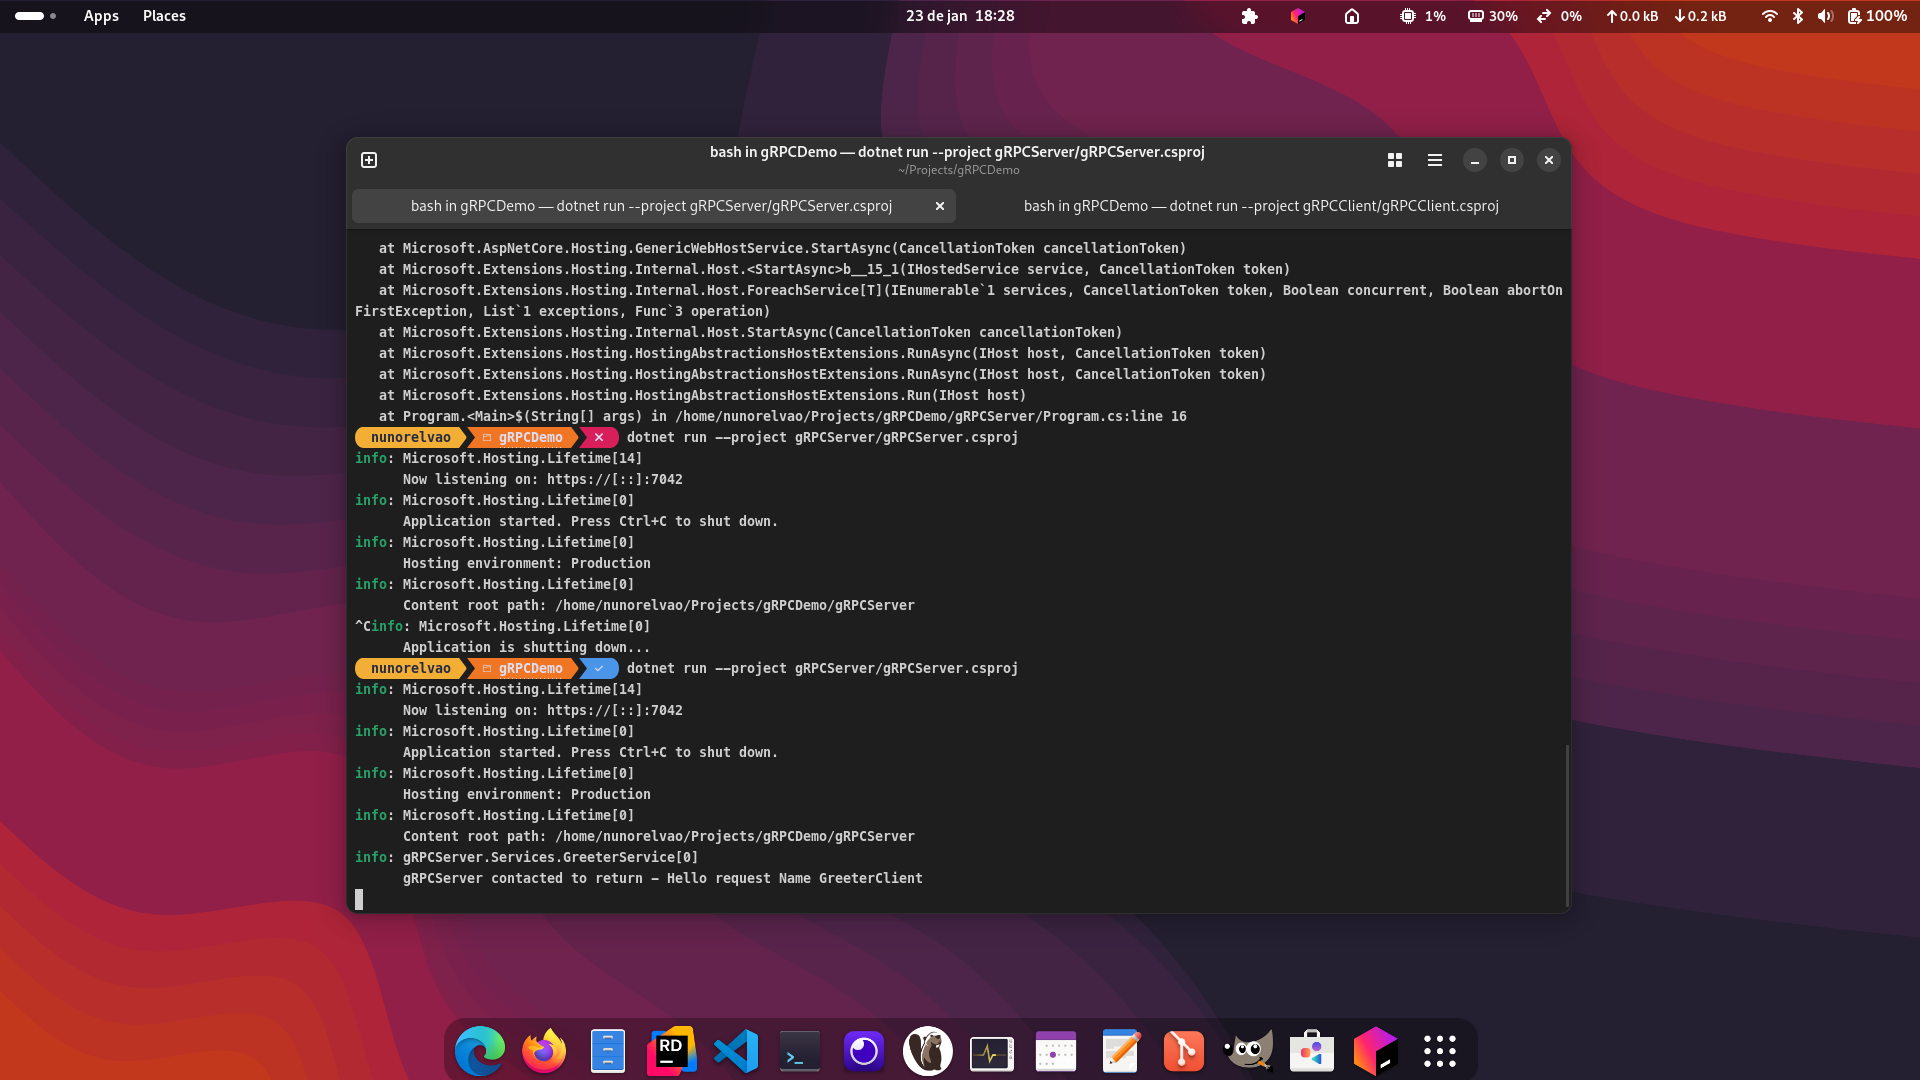 Apps Places 23 de jan 18:28 1% 30% 0% 0.0 kB 0.2 kB 100%
bash in gRPCDemo — dotnet run --project gRPCServer/gRPCServer.csproj
~/Projects/gRPCDemo
bash in gRPCDemo — dotnet run --project gRPCServer/gRPCServer.csproj bash in gRPCDemo — dotnet run --project gRPCClient/gRPCClient.csproj
at Microsoft.AspNetCore.Hosting.GenericWebHostService.StartAsync(CancellationToken cancellationToken)
at Microsoft.Extensions.Hosting.Internal.Host.<StartAsync>b__15_1(IHostedService service, CancellationToken token)
at Microsoft.Extensions.Hosting.Internal.Host.ForeachService[T](IEnumerable`1 services, CancellationToken token, Boolean concurrent, Boolean abortOn
FirstException, List`1 exceptions, Func`3 operation)
at Microsoft.Extensions.Hosting.Internal.Host.StartAsync(CancellationToken cancellationToken)
at Microsoft.Extensions.Hosting.HostingAbstractionsHostExtensions.RunAsync(IHost host, CancellationToken token)
at Microsoft.Extensions.Hosting.HostingAbstractionsHostExtensions.RunAsync(IHost host, CancellationToken token)
at Microsoft.Extensions.Hosting.HostingAbstractionsHostExtensions.Run(IHost host)
at Program.<Main>$(String[] args) in /home/nunorelvao/Projects/gRPCDemo/gRPCServer/Program.cs:line 16
nunorelvao gRPCDemo ✕ dotnet run --project gRPCServer/gRPCServer.csproj
info: Microsoft.Hosting.Lifetime[14]
Now listening on: https://[::]:7042
info: Microsoft.Hosting.Lifetime[0]
Application started. Press Ctrl+C to shut down.
info: Microsoft.Hosting.Lifetime[0]
Hosting environment: Production
info: Microsoft.Hosting.Lifetime[0]
Content root path: /home/nunorelvao/Projects/gRPCDemo/gRPCServer
^Cinfo: Microsoft.Hosting.Lifetime[0]
Application is shutting down...
nunorelvao gRPCDemo ✓ dotnet run --project gRPCServer/gRPCServer.csproj
info: Microsoft.Hosting.Lifetime[14]
Now listening on: https://[::]:7042
info: Microsoft.Hosting.Lifetime[0]
Application started. Press Ctrl+C to shut down.
info: Microsoft.Hosting.Lifetime[0]
Hosting environment: Production
info: Microsoft.Hosting.Lifetime[0]
Content root path: /home/nunorelvao/Projects/gRPCDemo/gRPCServer
info: gRPCServer.Services.GreeterService[0]
gRPCServer contacted to return - Hello request Name GreeterClient
RD